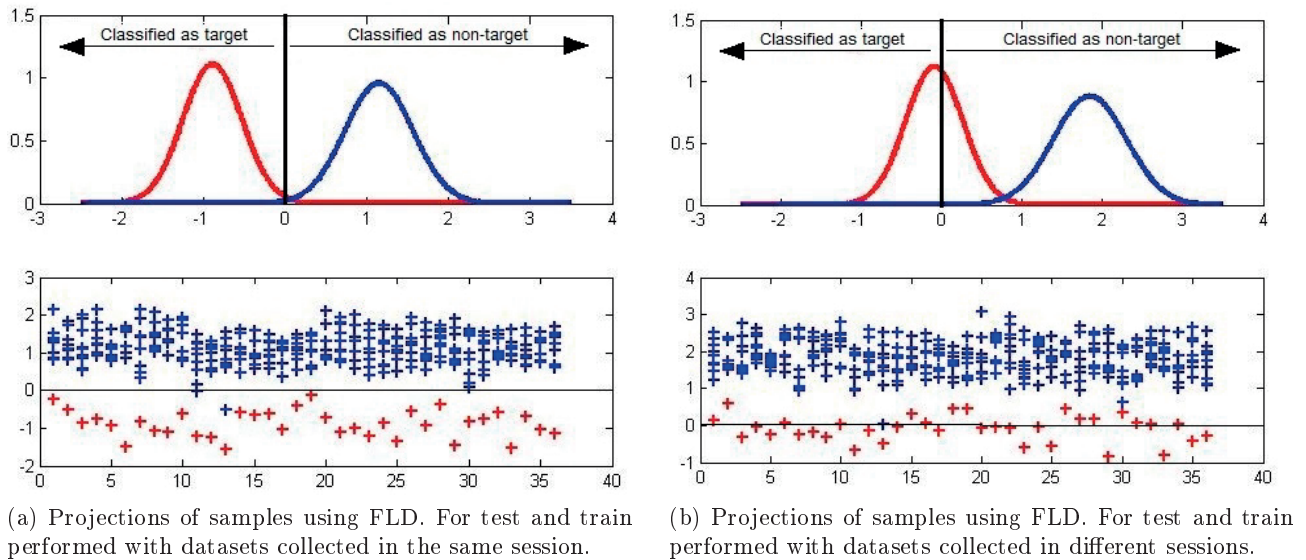 1.5
Classified as target
Classified as non-target
1
0.5
0
-3 -2 -1 0 1 2 3 4
3
2
1
0
-1
-2
0 5 10 15 20 25 30 35 40
(a) Projections of samples using FLD. For test and train
performed with datasets collected in the same session.
1.5
Classified as target
Classified as non-target
1
0.5
0
-3 -2 -1 0 1 2 3 4
4
3
2
1
0
-1
0 5 10 15 20 25 30 35 40
(b) Projections of samples using FLD. For test and train
performed with datasets collected in different sessions.